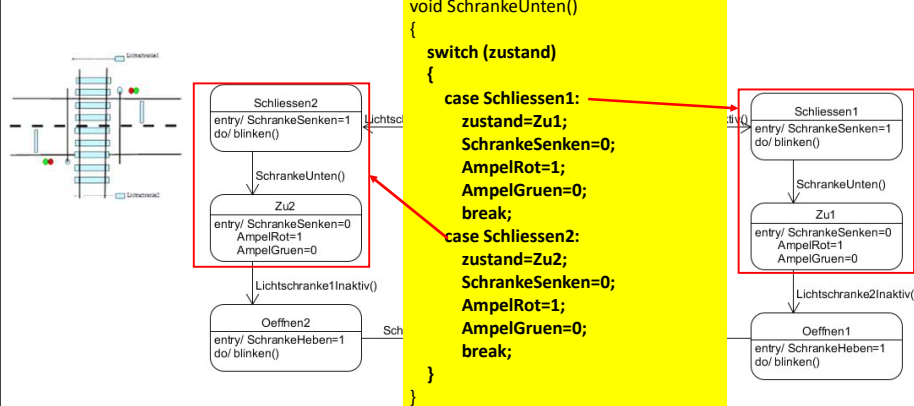 void SchrankeUnten()
{
switch (zustand)
{
case Schliessen1:
zustand=Zu1;
SchrankeSenken=0;
AmpelRot=1;
AmpelGruen=0;
break;
case Schliessen2:
zustand=Zu2;
SchrankeSenken=0;
AmpelRot=1;
AmpelGruen=0;
break;
}
}
Schliessen2
entry/ SchrankeSenken=1
do/ blinken()
SchrankeUnten()
Zu2
entry/ SchrankeSenken=0
AmpelRot=1
AmpelGruen=0
Lichtschranke1Inaktiv()
Oeffnen2
entry/ SchrankeHeben=1
do/ blinken()
Sch
Schliessen1
entry/ SchrankeSenken=1
do/ blinken()
SchrankeUnten()
Zu1
entry/ SchrankeSenken=0
AmpelRot=1
AmpelGruen=0
Lichtschranke2Inaktiv(
Oeffnen1
entry/ SchrankeHeben=1
do/ blinken()